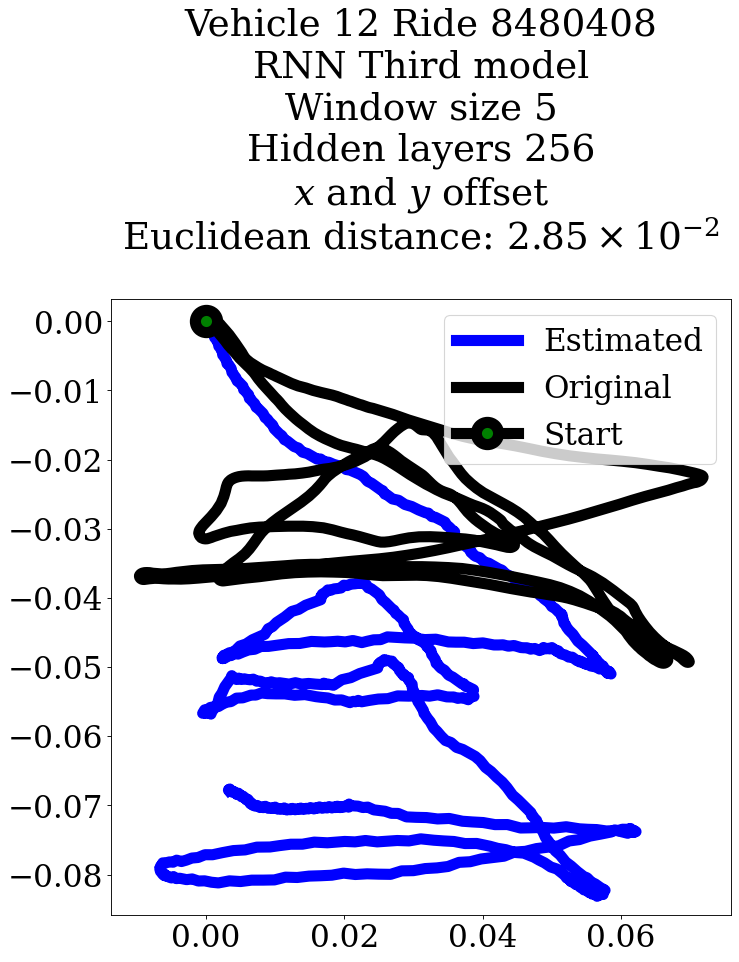 Vehicle 12 Ride 8480408
RNN Third model
Window size 5
Hidden layers 256
x and y offset
Euclidean distance: 2.85 × 10⁻²
Estimated
Original
Start
0.00
−0.01
−0.02
−0.03
−0.04
−0.05
−0.06
−0.07
−0.08
0.00 0.02 0.04 0.06